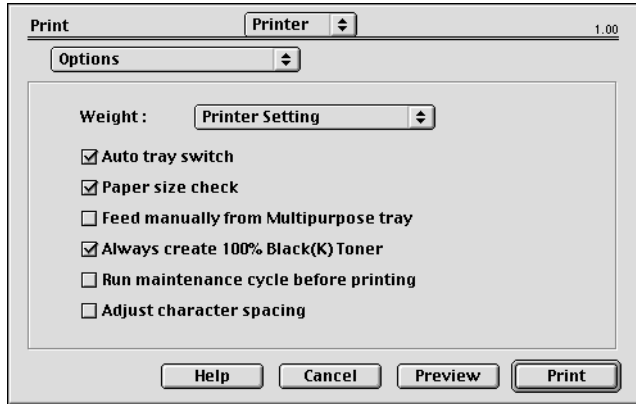 Print Printer 1.00
Options
Weight : Printer Setting
Auto tray switch
Paper size check
Feed manually from Multipurpose tray
Always create 100% Black(K) Toner
Run maintenance cycle before printing
Adjust character spacing
Help Cancel Preview Print